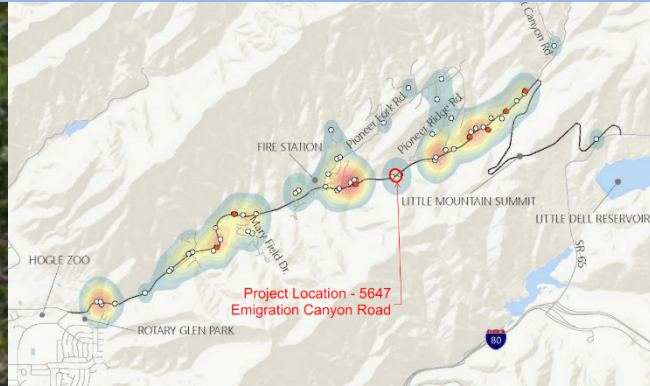 Canyon Rd
Pioneer Fork Rd.
Pioneer Ridge Rd.
FIRE STATION
LITTLE MOUNTAIN SUMMIT
LITTLE DELL RESERVOIR
Mary Field Dr.
SR-65
HOGLE ZOO
Project Location - 5647
Emigration Canyon Road
ROTARY GLEN PARK
80